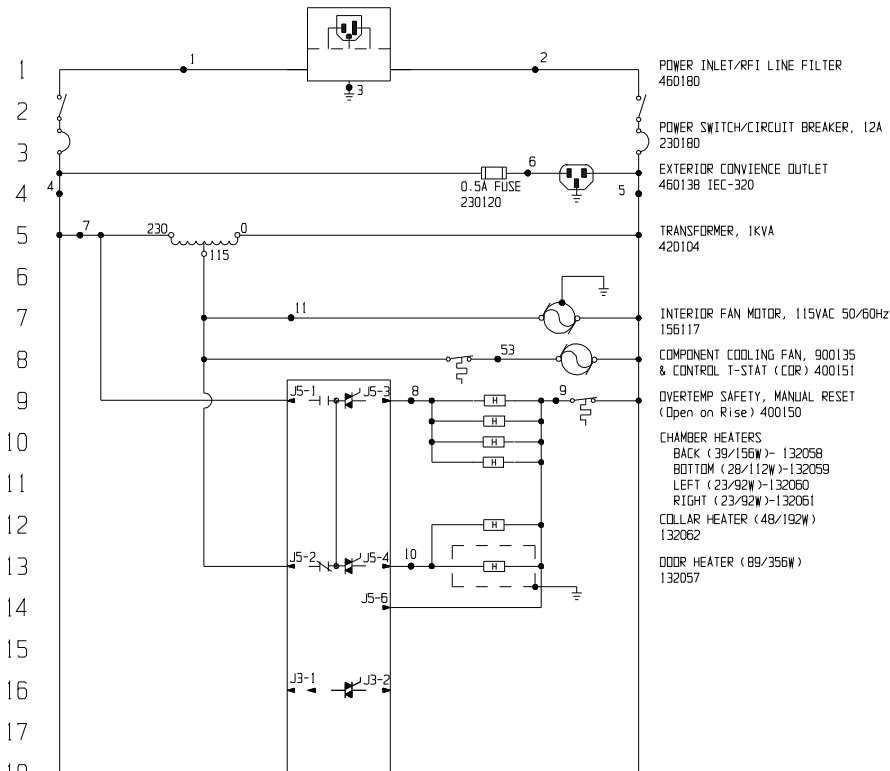 1
1
2
POWER INLET/RFI LINE FILTER
460180
3
2
POWER SWITCH/CIRCUIT BREAKER, 12A
230180
3
6
EXTERIOR CONVIENCE OUTLET
460138 IEC-320
4
4
0.5A FUSE
230120
5
5
7
230
0
TRANSFORMER, 1KVA
420104
115
6
7
11
INTERIOR FAN MOTOR, 115VAC 50/60Hz
156117
8
53
COMPONENT COOLING FAN, 900135
& CONTROL T-STAT (COR) 400151
9
J5-1
J5-3
8
H
9
OVERTEMP SAFETY, MANUAL RESET
(Open on Rise) 400150
H
10
H
CHAMBER HEATERS
BACK (39/156W)- 132058
H
BOTTOM (28/112W)-132059
11
LEFT (23/92W)-132060
RIGHT (23/92W)-132061
12
H
COLLAR HEATER (48/192W)
132062
13
J5-2
J5-4
10
H
DOOR HEATER (89/356W)
132057
14
J5-6
15
16
J3-1
J3-2
17
18